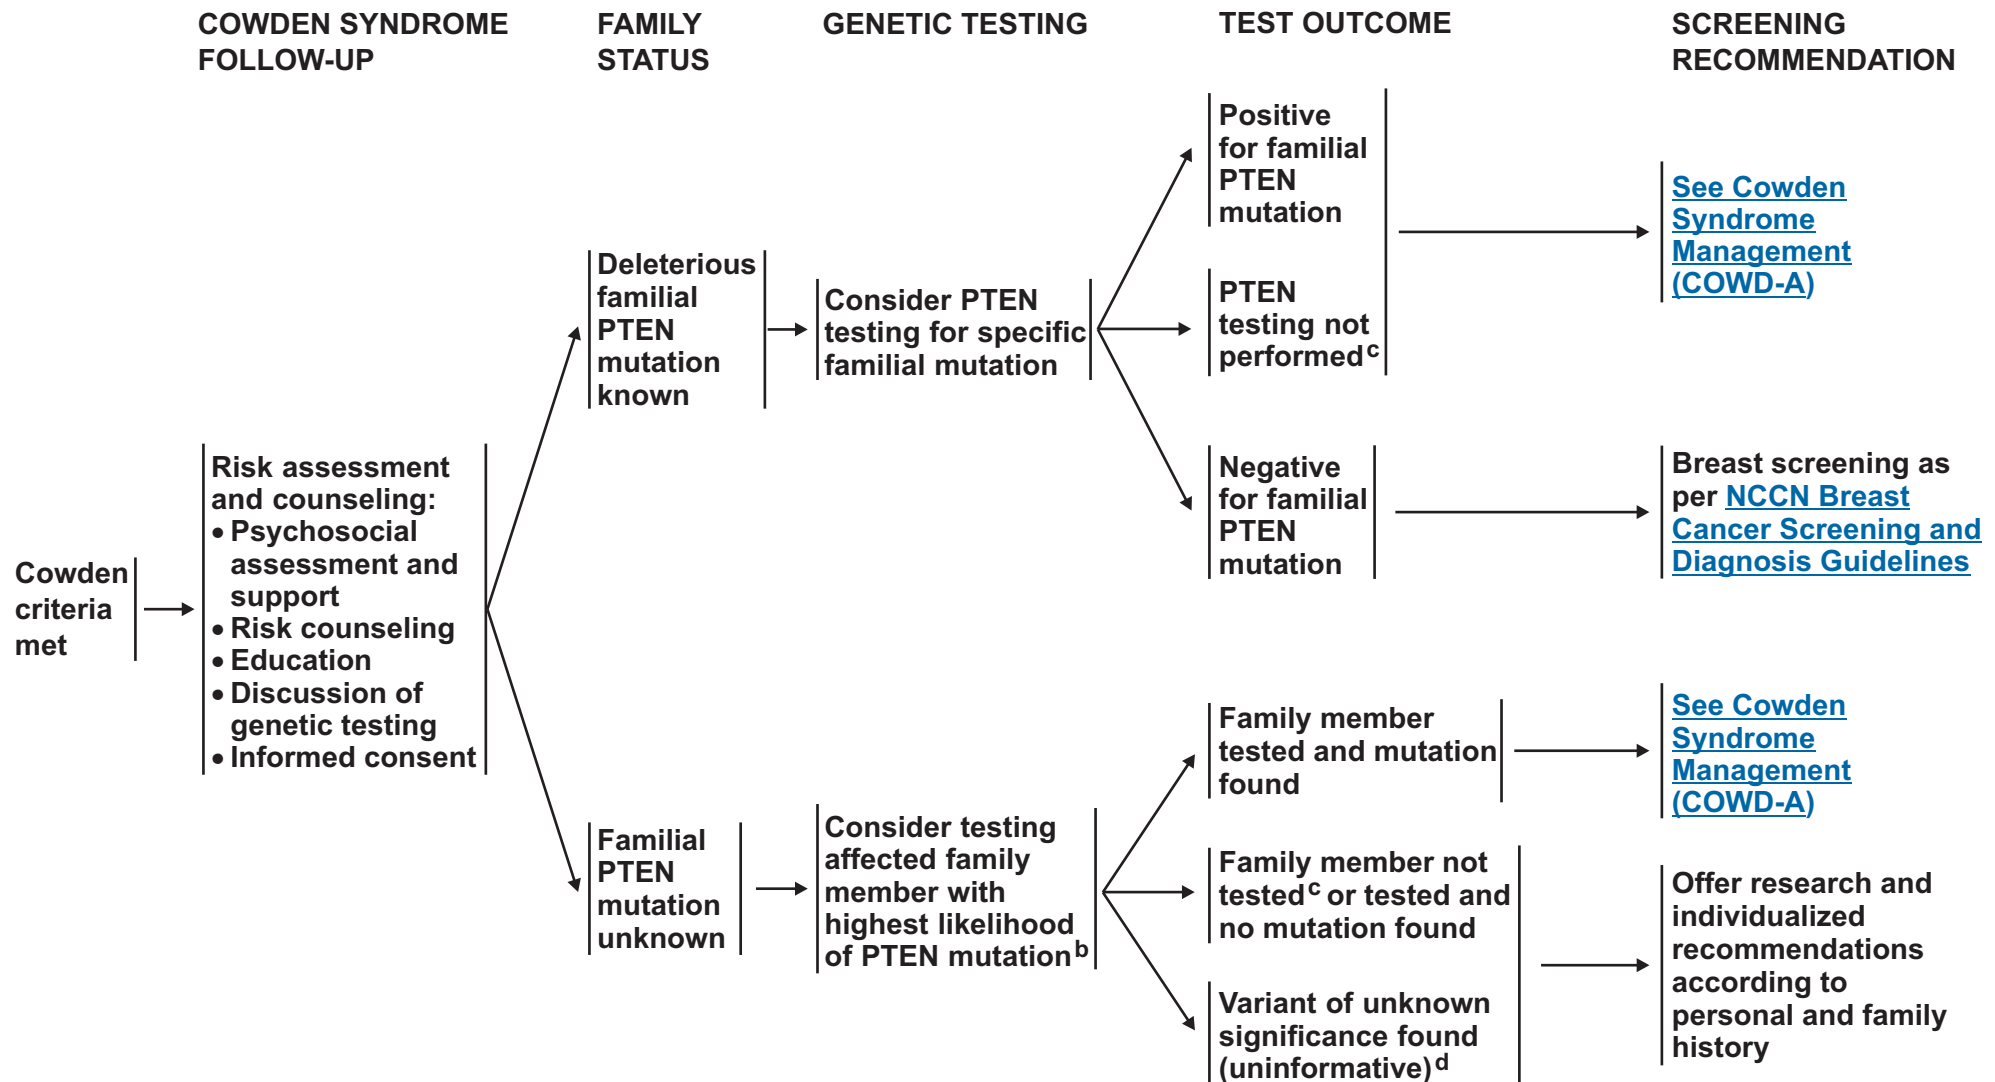 COWDEN SYNDROME
FOLLOW-UP
FAMILY
STATUS
GENETIC TESTING
TEST OUTCOME
SCREENING
RECOMMENDATION
Cowden
criteria
met
Risk assessment
and counseling:
• Psychosocial
assessment and
support
• Risk counseling
• Education
• Discussion of
genetic testing
• Informed consent
Deleterious
familial
PTEN
mutation
known
Consider PTEN
testing for specific
familial mutation
Positive
for familial
PTEN
mutation
PTEN
testing not
performed c
See Cowden
Syndrome
Management
(COWD-A)
Negative
for familial
PTEN
mutation
Breast screening as
per NCCN Breast
Cancer Screening and
Diagnosis Guidelines
Familial
PTEN
mutation
unknown
Consider testing
affected family
member with
highest likelihood
of PTEN mutation b
Family member
tested and mutation
found
See Cowden
Syndrome
Management
(COWD-A)
Family member not
tested c or tested and
no mutation found
Variant of unknown
significance found
(uninformative) d
Offer research and
individualized
recommendations
according to
personal and family
history